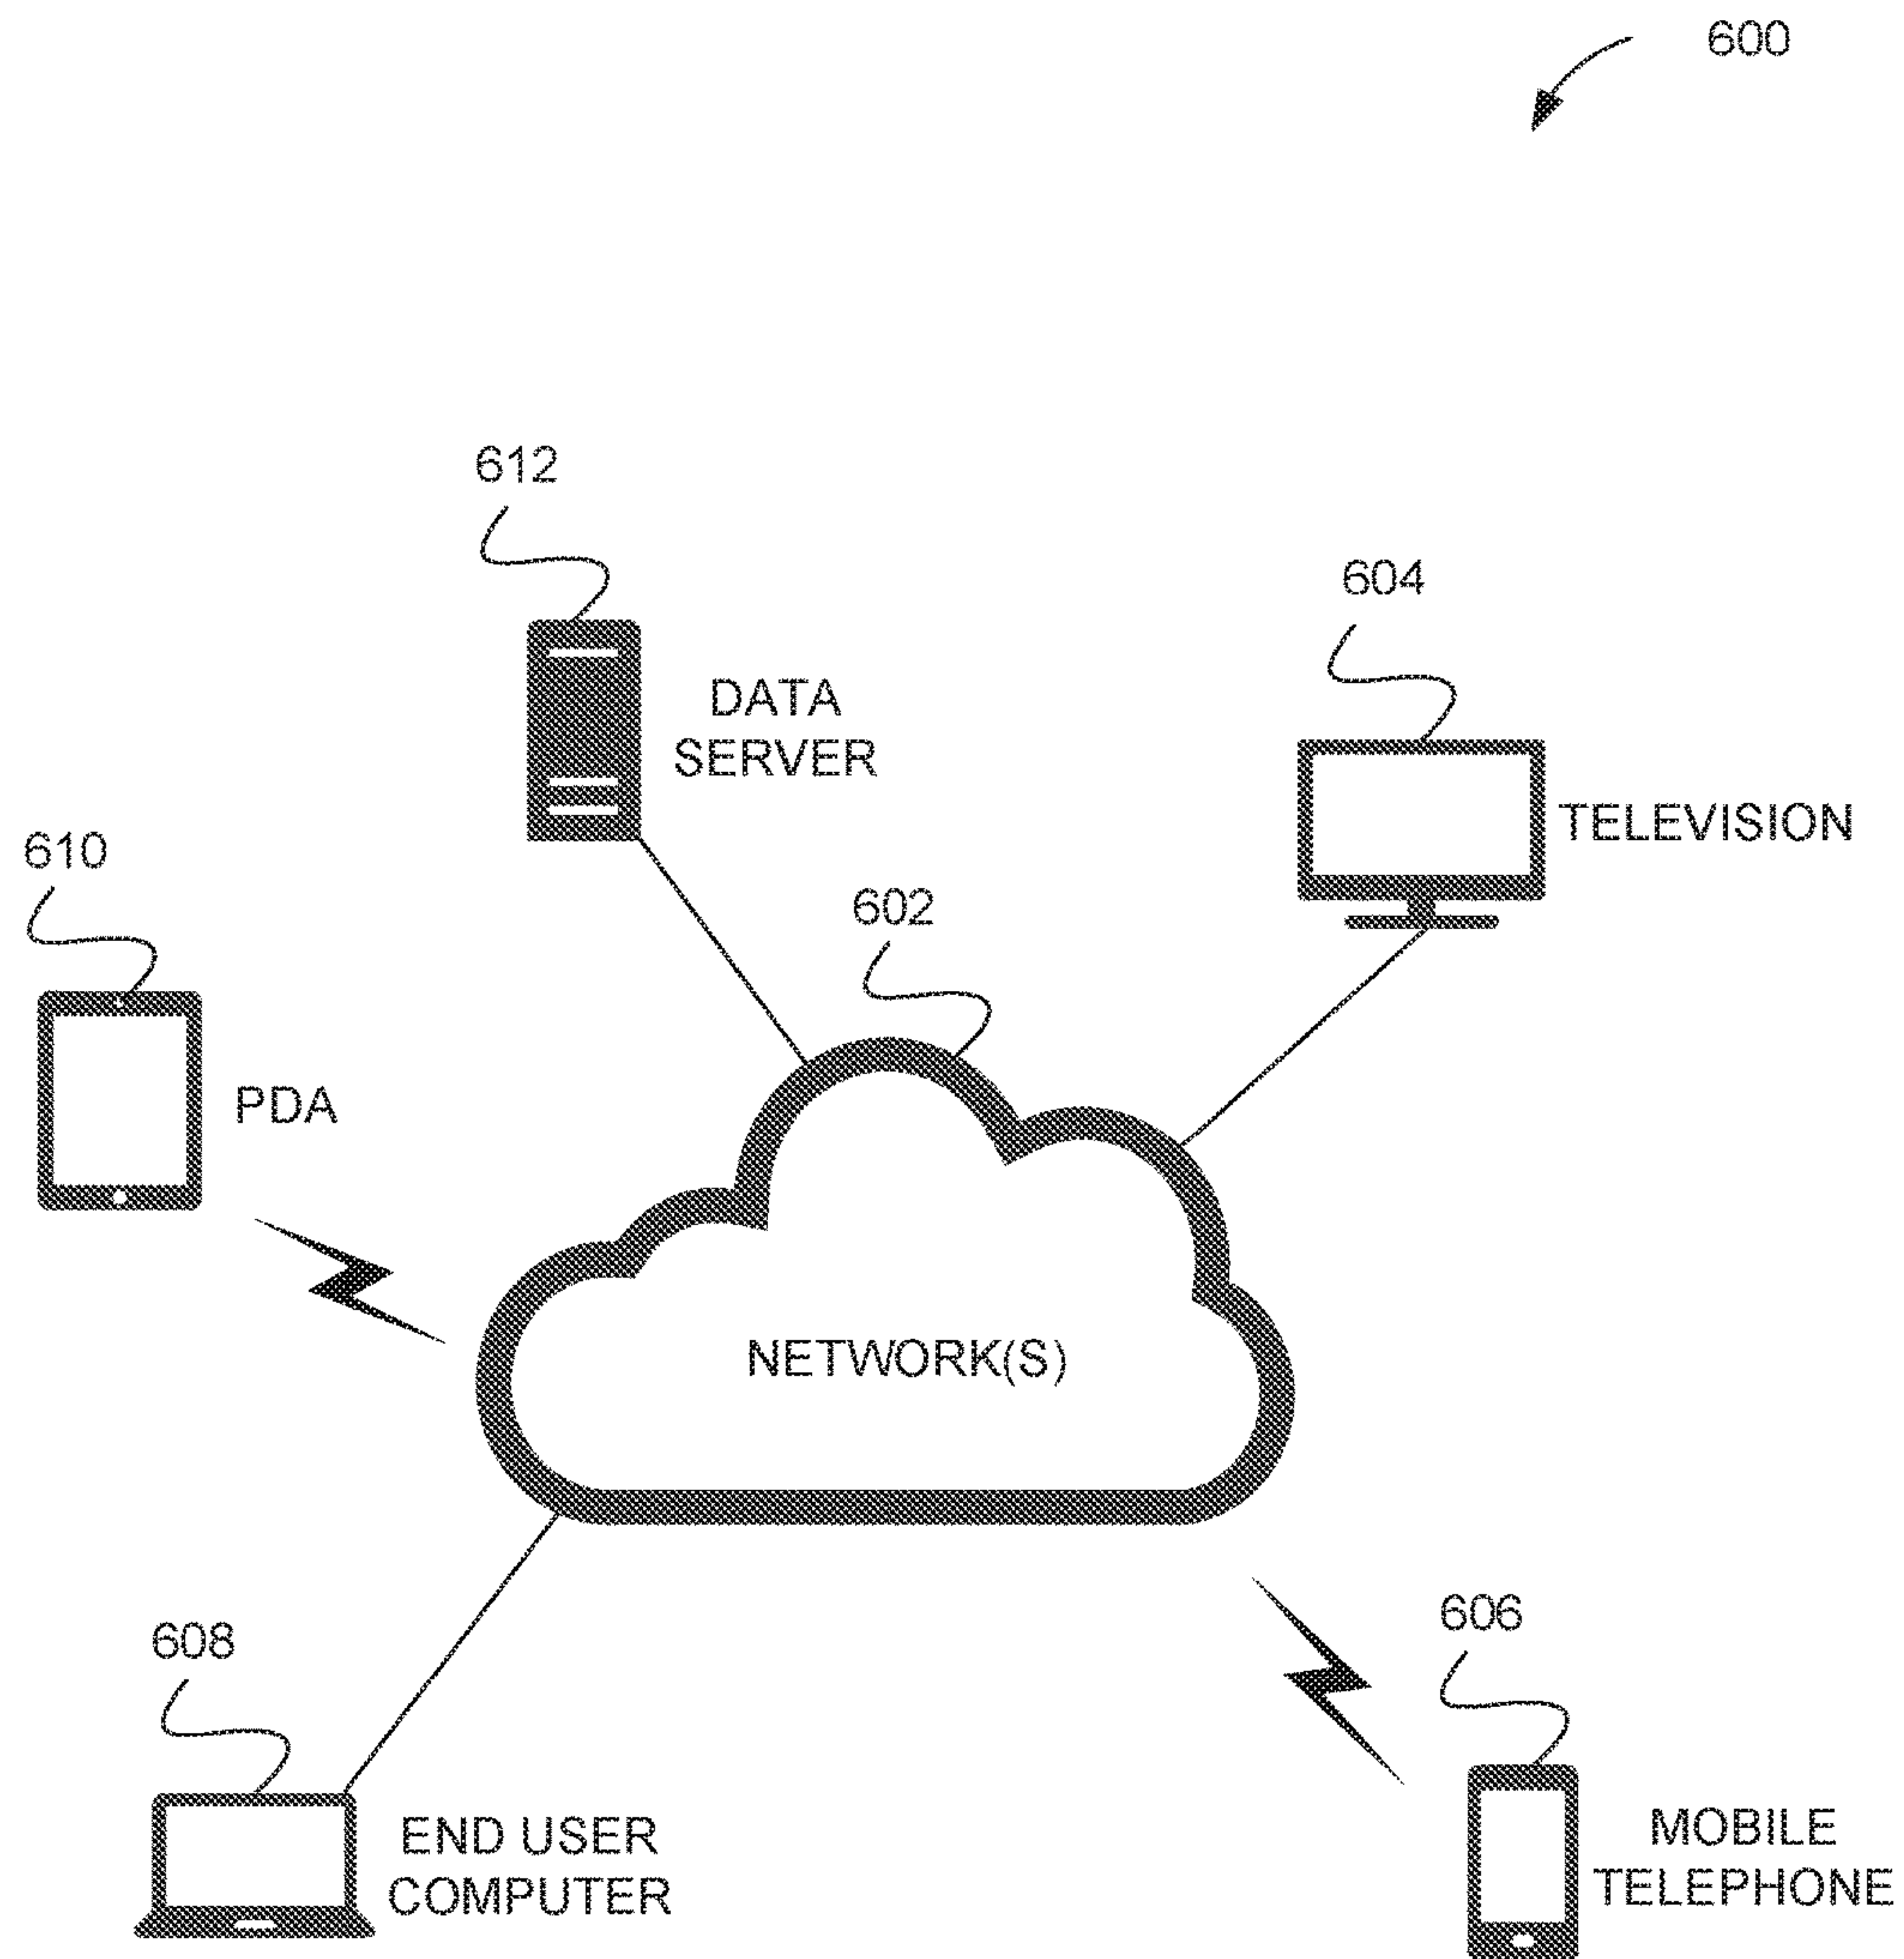 600
612
604
DATA
SERVER
TELEVISION
610
602
PDA
NETWORK(S)
608
606
END USER
COMPUTER
MOBILE
TELEPHONE